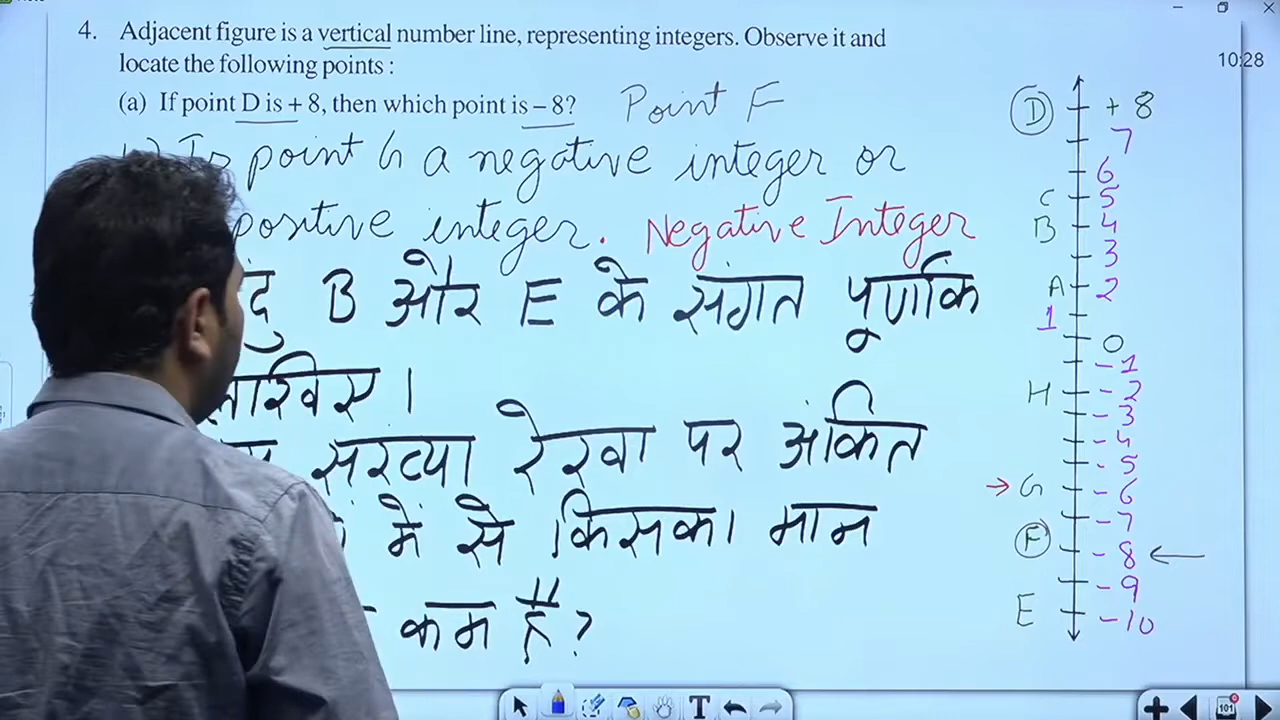 4. Adjacent figure is a vertical number line, representing integers. Observe it and
locate the following points :
(a) If point D is + 8, then which point is – 8? Point F
point G a negative integer or
positive integer. Negative Integer
B और E के संगत पूर्णांक
।
संख्या रेखा पर अंकित
में से किसका मान
कम है?
10:28
D + 8
7
6
C 5
B 4
3
A 2
1
0
- 1
H - 2
- 3
- 4
- 5
→ G - 6
- 7
F - 8 ←
- 9
E - 10
T
101